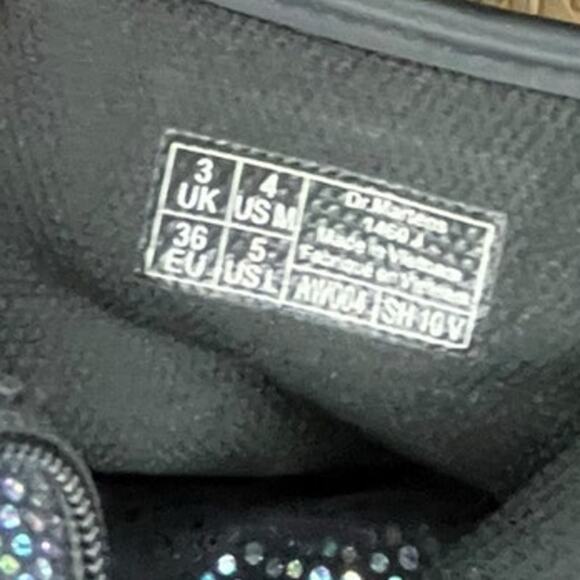 3
UK
4
US M
36
EU
5
US L
Dr.Martens
1460 J
Made in Vietnam
Fabriqué en Vietnam
AW004
SH 10 V